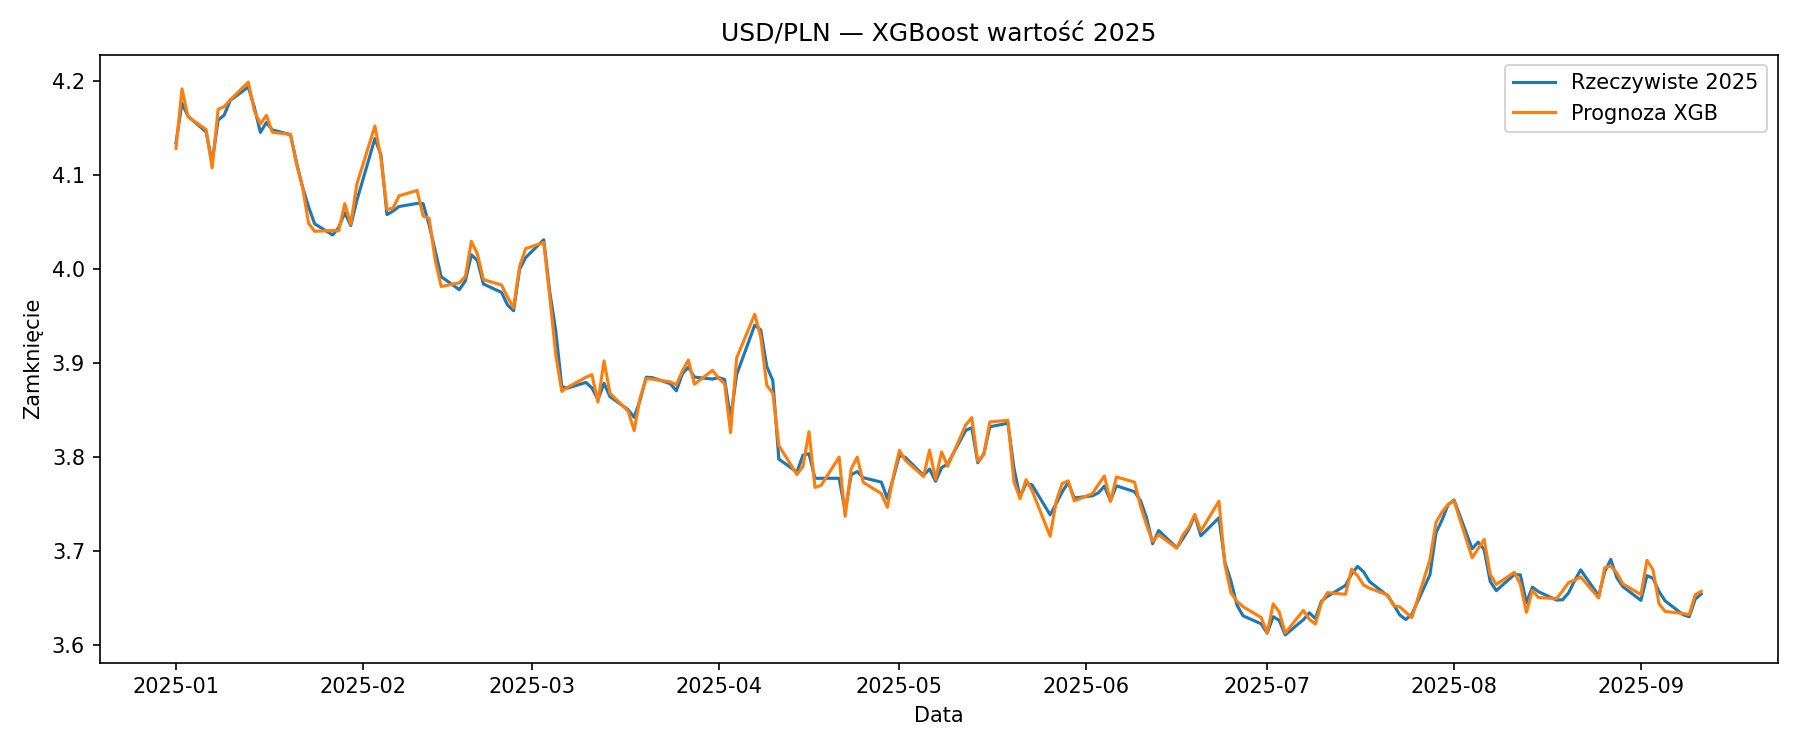 USD/PLN — XGBoost wartość 2025
Rzeczywiste 2025
Prognoza XGB
Zamknięcie
4.2
4.1
4.0
3.9
3.8
3.7
3.6
2025-01 2025-02 2025-03 2025-04 2025-05 2025-06 2025-07 2025-08 2025-09
Data